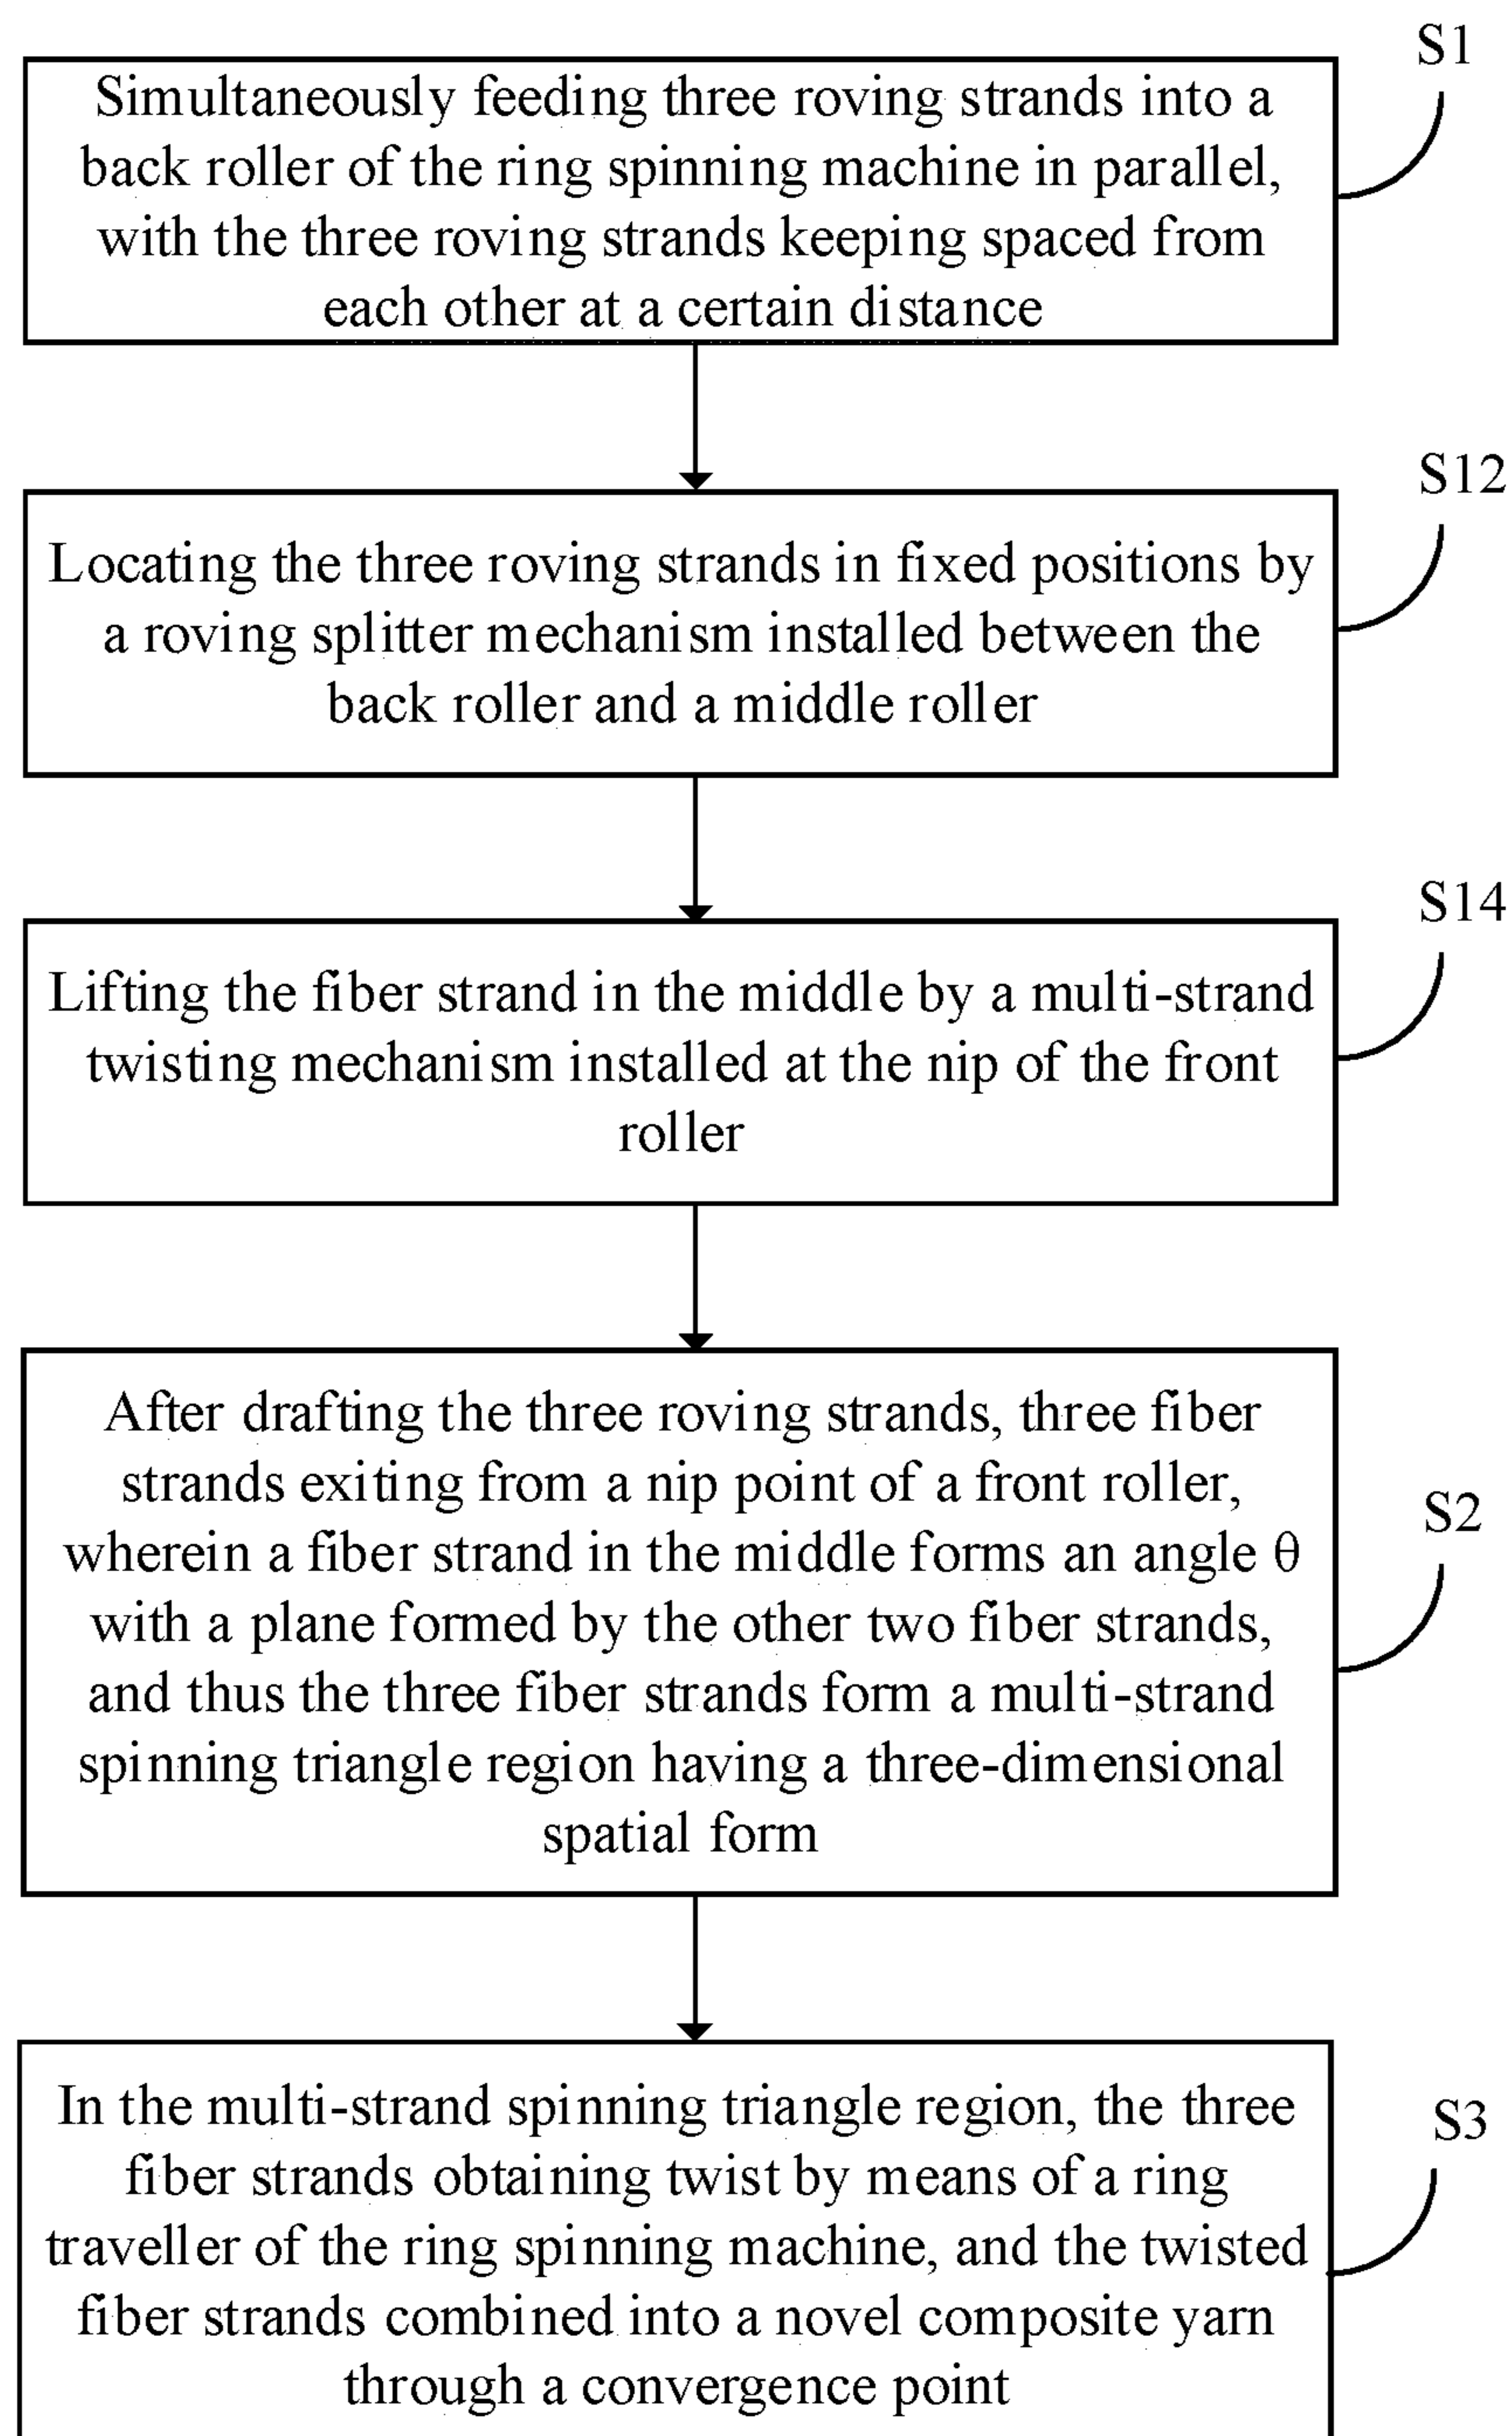 S1
Simultaneously feeding three roving strands into a
back roller of the ring spinning machine in parallel,
with the three roving strands keeping spaced from
each other at a certain distance
S12
Locating the three roving strands in fixed positions by
a roving splitter mechanism installed between the
back roller and a middle roller
S14
Lifting the fiber strand in the middle by a multi-strand
twisting mechanism installed at the nip of the front
roller
After drafting the three roving strands, three fiber
strands exiting from a nip point of a front roller,
wherein a fiber strand in the middle forms an angle θ
with a plane formed by the other two fiber strands,
and thus the three fiber strands form a multi-strand
spinning triangle region having a three-dimensional
spatial form
S2
In the multi-strand spinning triangle region, the three
fiber strands obtaining twist by means of a ring
traveller of the ring spinning machine, and the twisted
fiber strands combined into a novel composite yarn
through a convergence point
S3